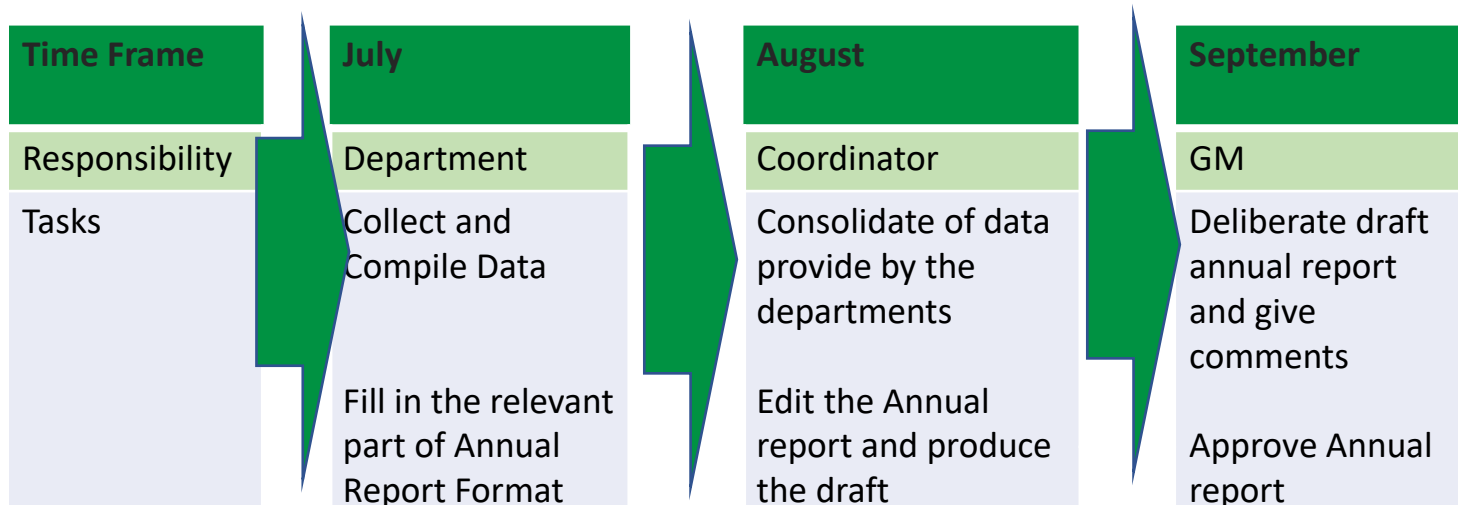 Time Frame
July
August
September
Responsibility
Department
Coordinator
GM
Tasks
Collect and
Compile Data
Fill in the relevant
part of Annual
Report Format
Consolidate of data
provide by the
departments
Edit the Annual
report and produce
the draft
Deliberate draft
annual report
and give
comments
Approve Annual
report